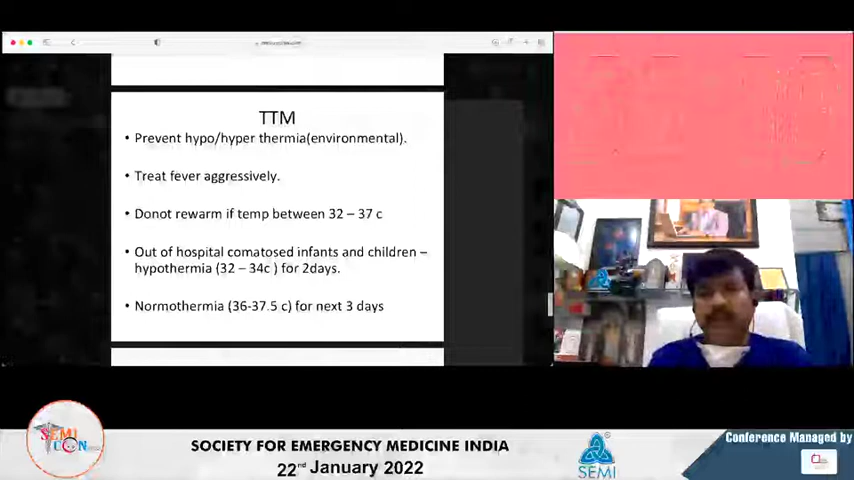 TTM
• Prevent hypo/hyper thermia(environmental).
• Treat fever aggressively.
• Donot rewarm if temp between 32 – 37 c
• Out of hospital comatosed infants and children –
hypothermia (32 – 34c ) for 2days.
• Normothermia (36-37.5 c) for next 3 days
SEMI
CON
SOCIETY FOR EMERGENCY MEDICINE INDIA
22nd January 2022
SEMI
Conference Managed by